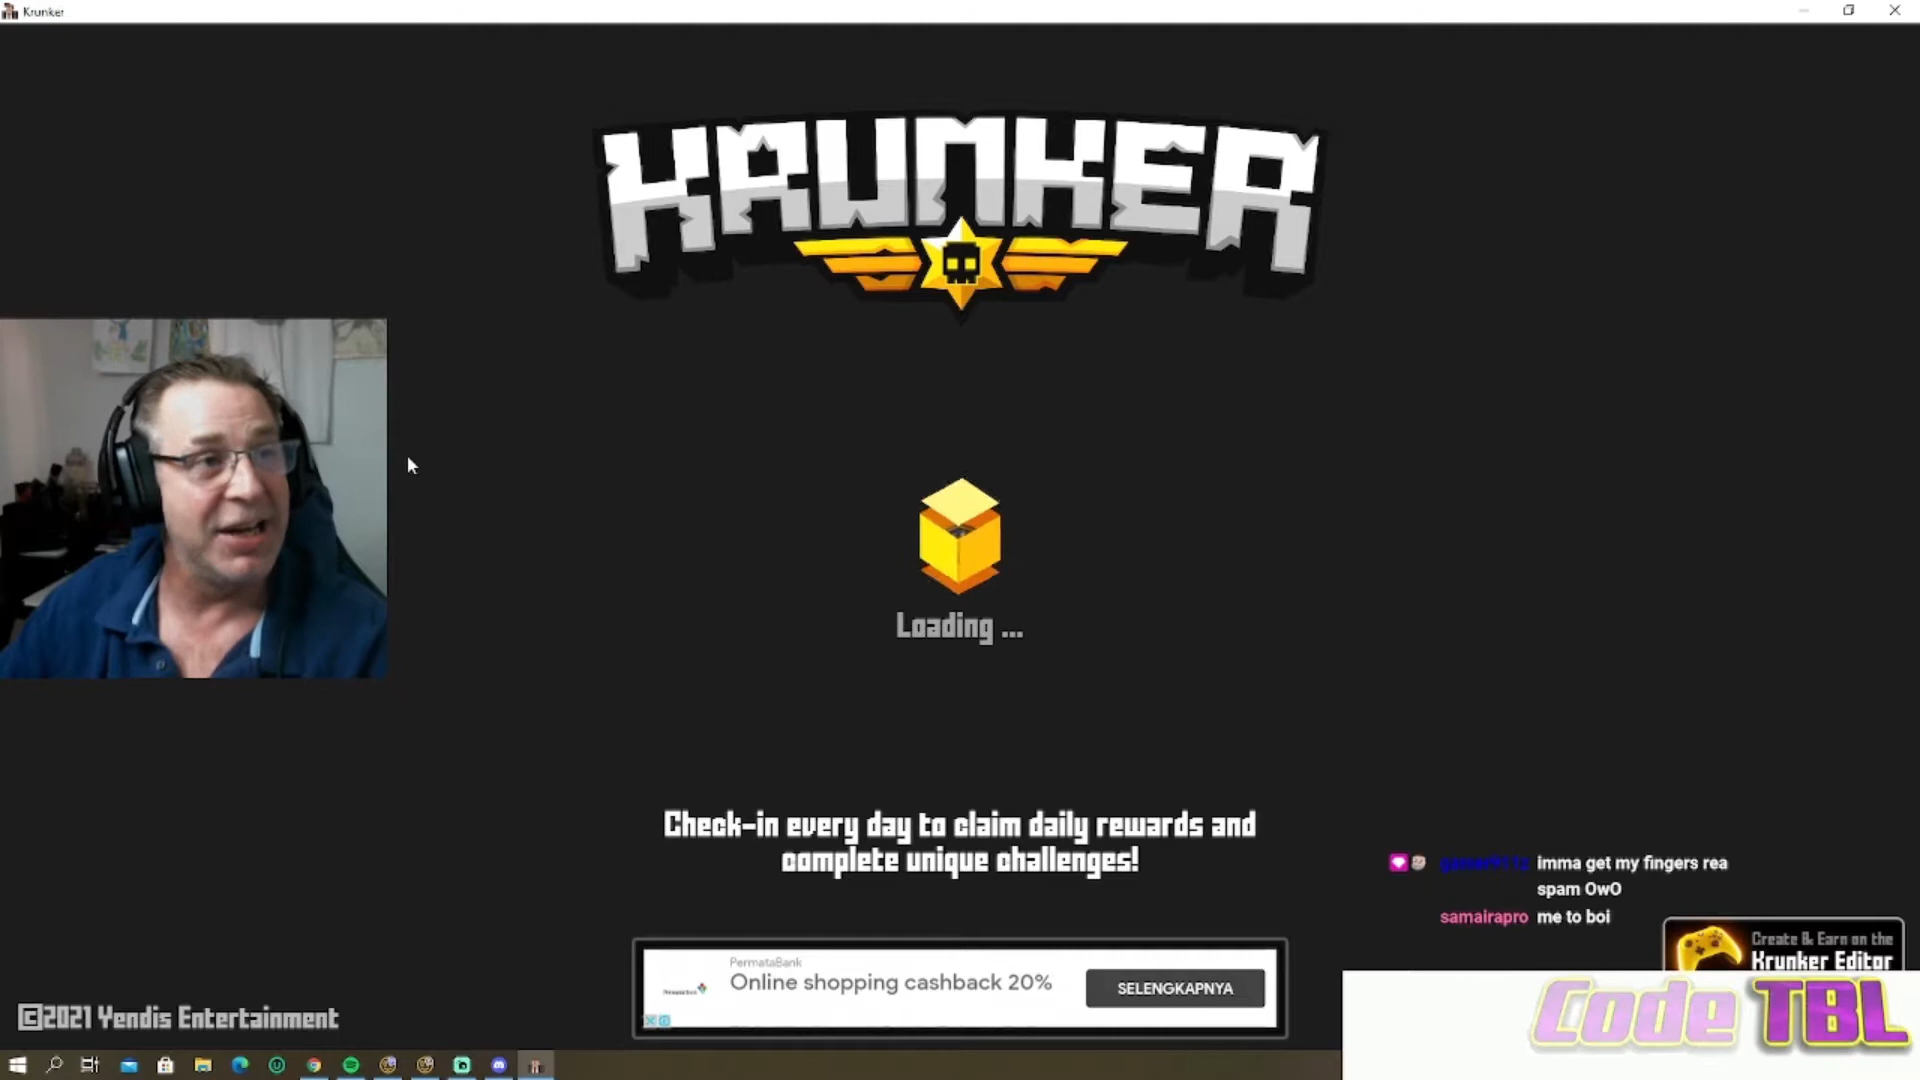 Krunker
KRUNKER
Loading ...
Check-in every day to claim daily rewards and
complete unique challenges!
imma get my fingers rea
spam OwO
samairapro me to boi
Create & Earn on the
Krunker Editor
PermataBank
Online shopping cashback 20%
SELENGKAPNYA
©2021 Yendis Entertainment
Code TBL